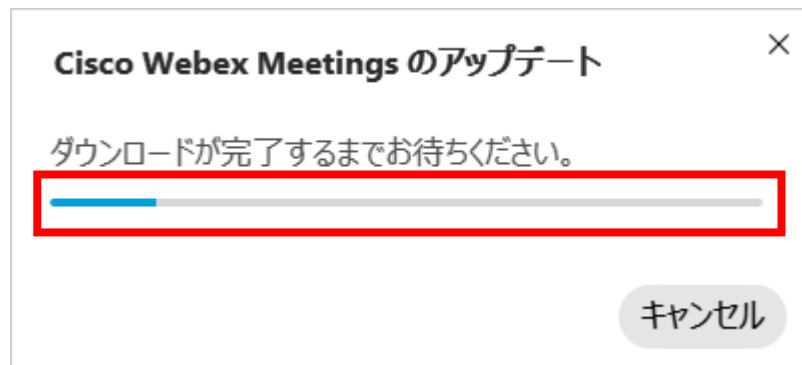 Cisco Webex Meetings のアップデート
ダウンロードが完了するまでお待ちください。
キャンセル